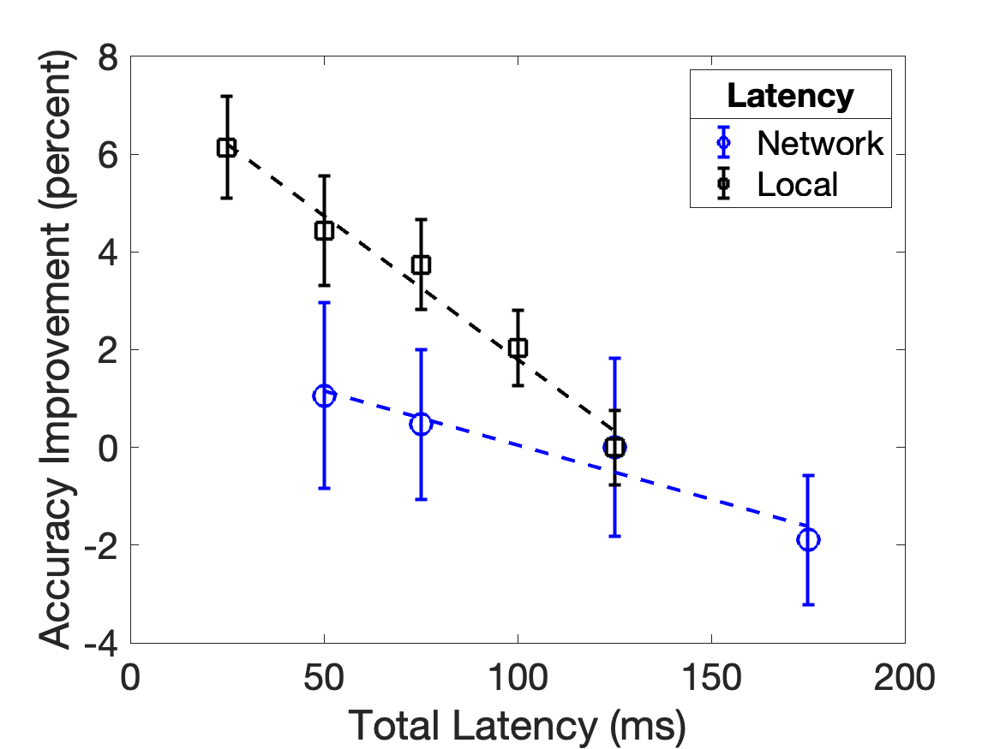 Accuracy Improvement (percent)
8
6
4
2
0
-2
-4
Latency
Network
Local
0
50
100
150
200
Total Latency (ms)